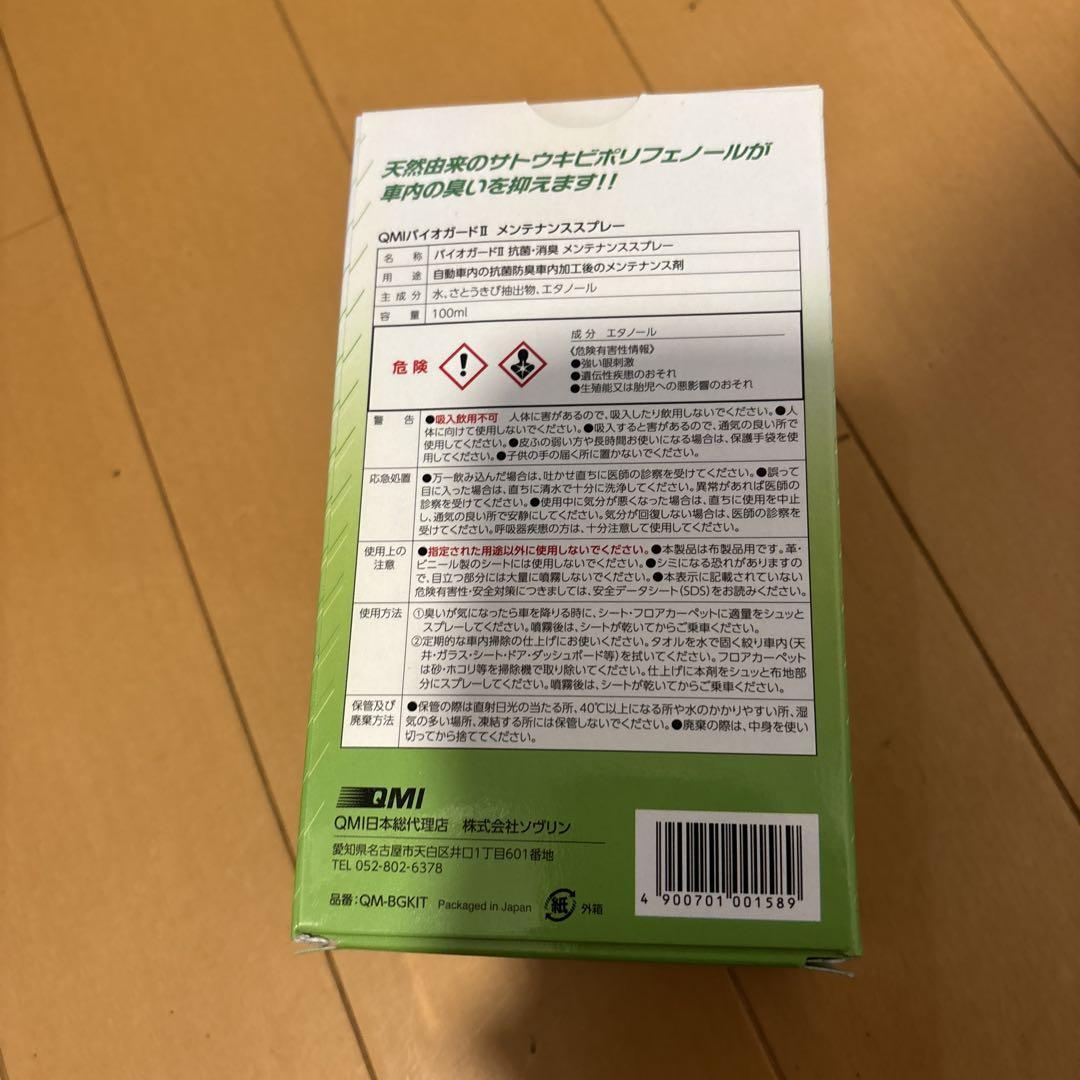 天然由来のサトウキビポリフェノールが
車内の臭いを抑えます!!
QMIバイオガードⅡ メンテナンススプレー
名称 バイオガードⅡ 抗菌・消臭 メンテナンススプレー
用途 自動車内の抗菌防臭車内加工後のメンテナンス剤
主成分 水、さとうきび抽出物、エタノール
容量 100ml
危険
成分 エタノール
《危険有害性情報》
●強い眼刺激
●遺伝性疾患のおそれ
●生殖能又は胎児への悪影響のおそれ
警告 ●吸入飲用不可 人体に害があるので、吸入したり飲用しないでください。●人
体に向けて使用しないでください。●吸入すると害があるので、通気の良い所で
使用してください。●皮ふの弱い方や長時間お使いになる場合は、保護手袋を使
用してください。●子供の手の届く所に置かないでください。
応急処置 ●万一飲み込んだ場合は、吐かせ直ちに医師の診察を受けてください。●誤って
目に入った場合は、直ちに清水で十分に洗浄してください。異常があれば医師の
診察を受けてください。●使用中に気分が悪くなった場合は、直ちに使用を中止
し、通気の良い所で安静にしてください。気分が回復しない場合は、医師の診察を
受けてください。呼吸器疾患の方は、十分注意して使用してください。
使用上の
注意
●指定された用途以外に使用しないでください。●本製品は布製品用です。革・
ビニール製のシートには使用しないでください。●シミになる恐れがありますの
で、目立つ部分には大量に噴霧しないでください。●本表示に記載されていない
危険有害性・安全対策につきましては、安全データシート(SDS)をお読みください。
使用方法 ①臭いが気になったら車を降りる時に、シート・フロアカーペットに適量をシュッと
スプレーしてください。噴霧後は、シートが乾いてからご乗車ください。
②定期的な車内掃除の仕上げにお使いください。タオルを水で固く絞り車内(天
井・ガラス・シート・ドア・ダッシュボード等)を拭いてください。フロアカーペット
は砂・ホコリ等を掃除機で取り除いてください。仕上げに本剤をシュッと布地部
分にスプレーしてください。噴霧後は、シートが乾いてからご乗車ください。
保管及び
廃棄方法
●保管の際は直射日光の当たる所、40℃以上になる所や水のかかりやすい所、湿
気の多い場所、凍結する所には保管しないでください。●廃棄の際は、中身を使い
切ってから捨ててください。
QMI
QMI日本総代理店 株式会社ソヴリン
愛知県名古屋市天白区井口1丁目601番地
TEL 052-802-6378
品番:QM-BGKIT Packaged in Japan 紙 外箱
4 900701 001589